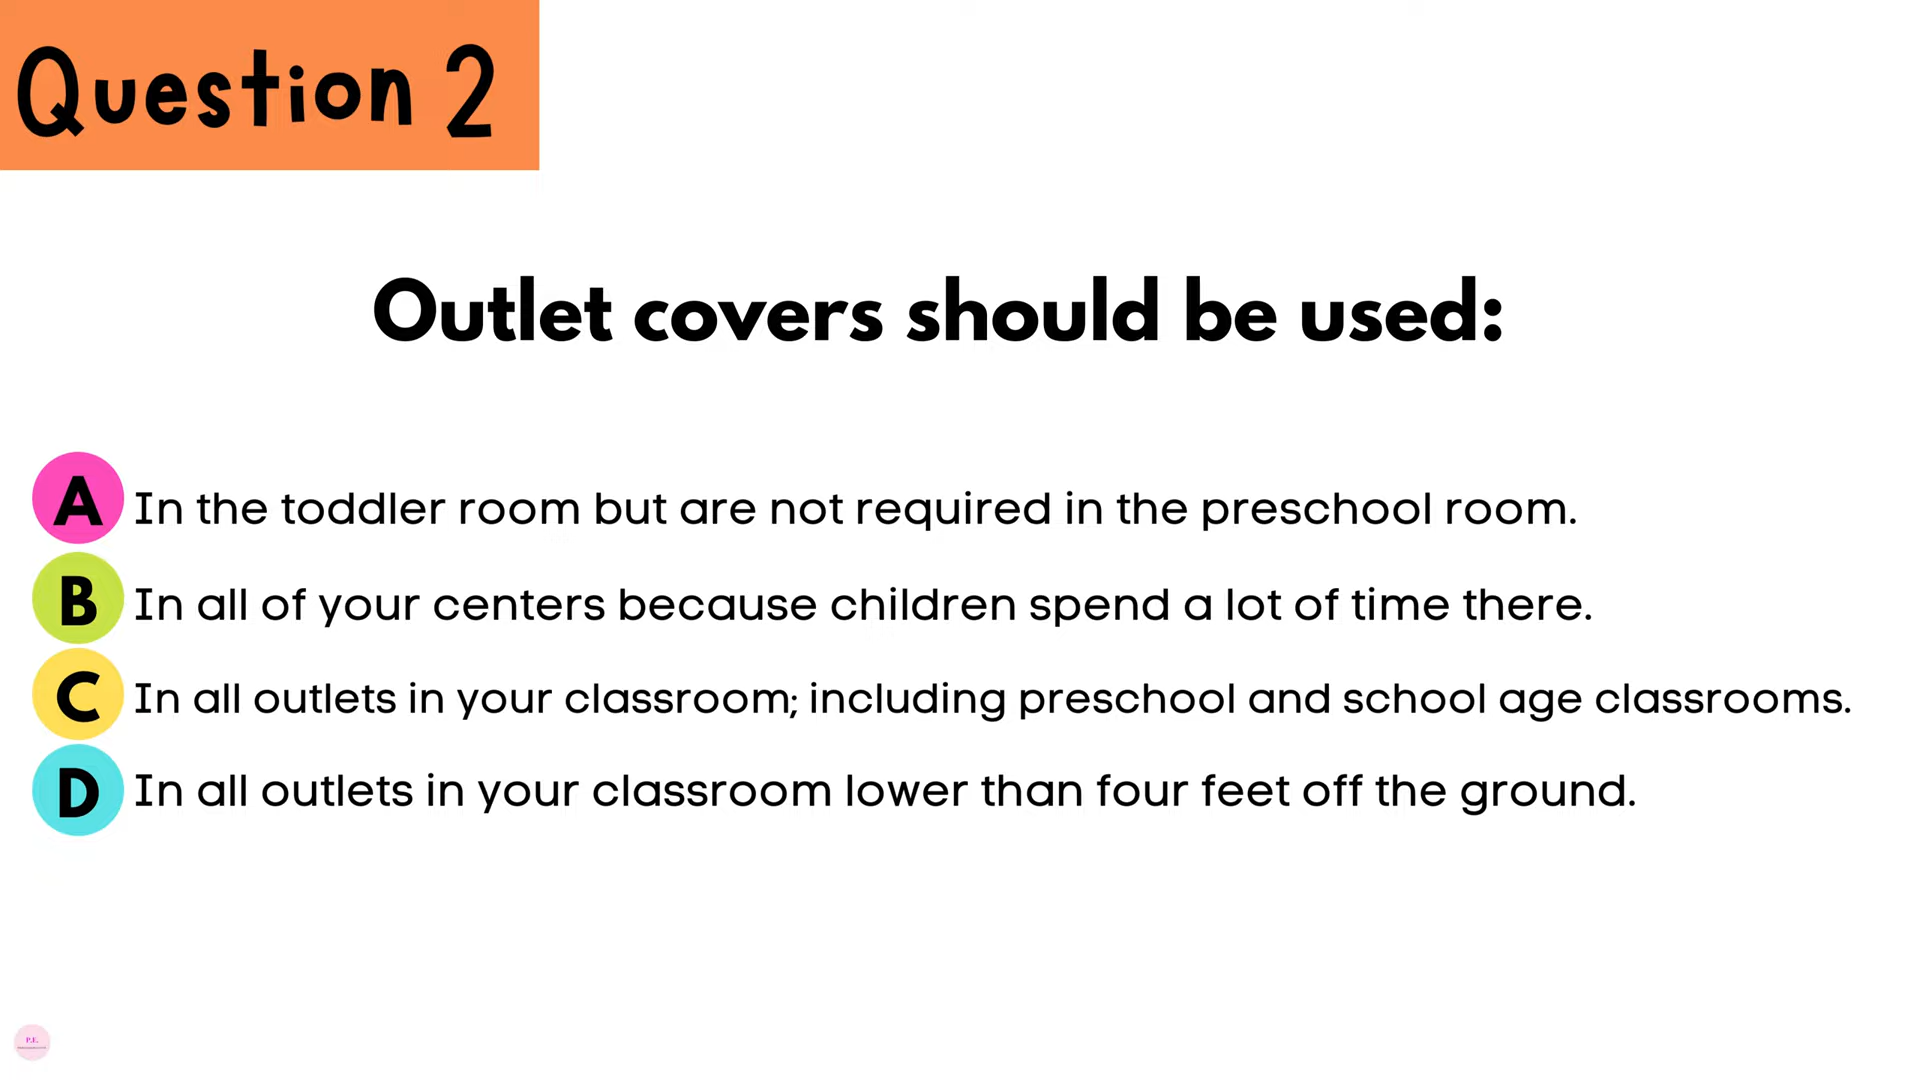 Question 2
Outlet covers should be used:
A In the toddler room but are not required in the preschool room.
B In all of your centers because children spend a lot of time there.
C In all outlets in your classroom; including preschool and school age classrooms.
D In all outlets in your classroom lower than four feet off the ground.
P.E.